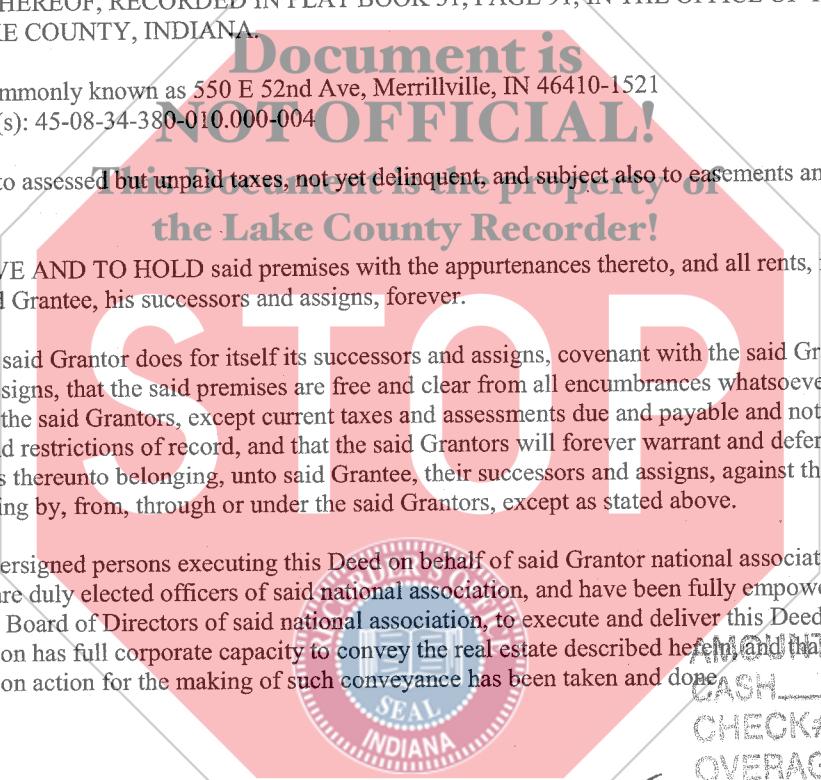 HEREOF, RECORDED IN PLAT BOOK 51, PAGE 91, IN THE OFFICE OF T
KE COUNTY, INDIANA.
Document is
mmonly known as 550 E 52nd Ave, Merrillville, IN 46410-1521
NOT OFFICIAL!
(s): 45-08-34-380-010.000-004
This Document is the property of
to assessed but unpaid taxes, not yet delinquent, and subject also to easements an
the Lake County Recorder!
VE AND TO HOLD said premises with the appurtenances thereto, and all rents,
d Grantee, his successors and assigns, forever.
STOP
said Grantor does for itself its successors and assigns, covenant with the said Gr
signs, that the said premises are free and clear from all encumbrances whatsoeve
the said Grantors, except current taxes and assessments due and payable and not
d restrictions of record, and that the said Grantors will forever warrant and defen
s thereunto belonging, unto said Grantee, their successors and assigns, against th
ing by, from, through or under the said Grantors, except as stated above.
ersigned persons executing this Deed on behalf of said Grantor national associat
are duly elected officers of said national association, and have been fully empowe
Board of Directors of said national association, to execute and deliver this Deed
on has full corporate capacity to convey the real estate described herein, and tha
on action for the making of such conveyance has been taken and done.
RECORDER'S OFFICE
SEAL
INDIANA
AMOUNT
CASH
CHECK#
OVERAG